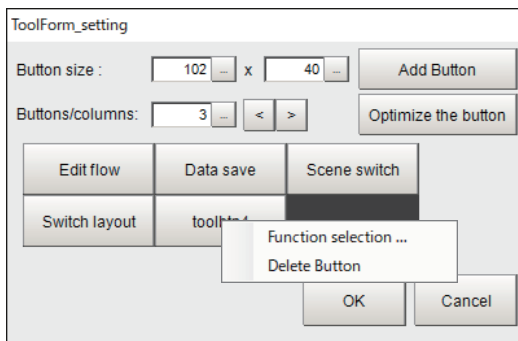 ToolForm_setting
Button size : 102 ... x 40 ... Add Button
Buttons/columns: 3 ... < > Optimize the button
Edit flow Data save Scene switch
Switch layout toolbtn4
Function selection ...
Delete Button
OK Cancel